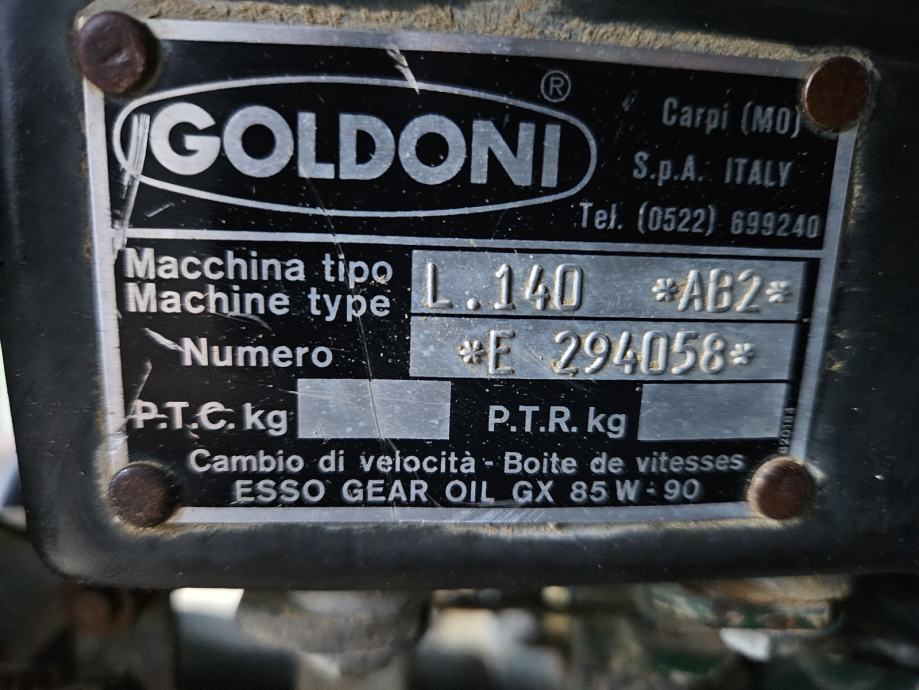 GOLDONI ®
Carpi (MO)
S.p.A. ITALY
Tel. (0522) 699240
Macchina tipo
Machine type
L.140 *AB2*
Numero *E 294058*
P.T.C. kg P.T.R. kg
Cambio di velocità - Boite de vitesses
ESSO GEAR OIL GX 85 W - 90